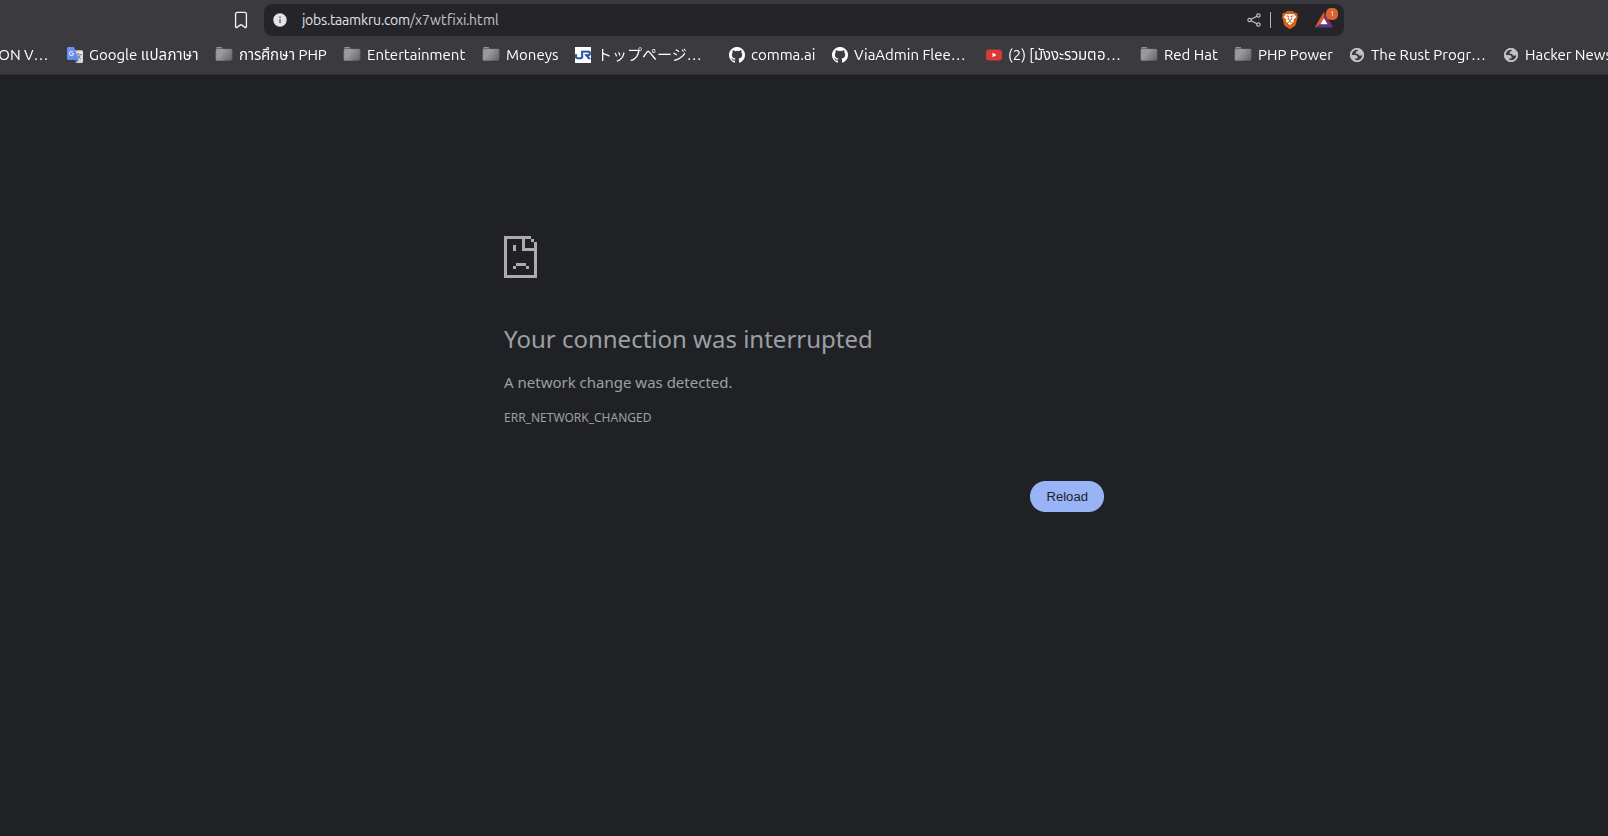 jobs.taamkru.com/x7wtfixi.html
1
ON V...
Google แปลภาษา
การศึกษา PHP
Entertainment
Moneys
JR
トップページ...
comma.ai
ViaAdmin Flee...
(2) [มังงะรวมตอ...
Red Hat
PHP Power
The Rust Progr...
Hacker News
Your connection was interrupted
A network change was detected.
ERR_NETWORK_CHANGED
Reload